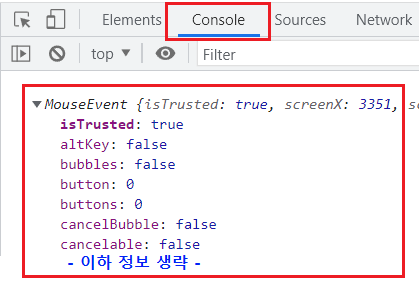 Elements Console Sources Network
top Filter
MouseEvent {isTrusted: true, screenX: 3351,
isTrusted: true
altKey: false
bubbles: false
button: 0
buttons: 0
cancelBubble: false
cancelable: false
- 이하 정보 생략 -